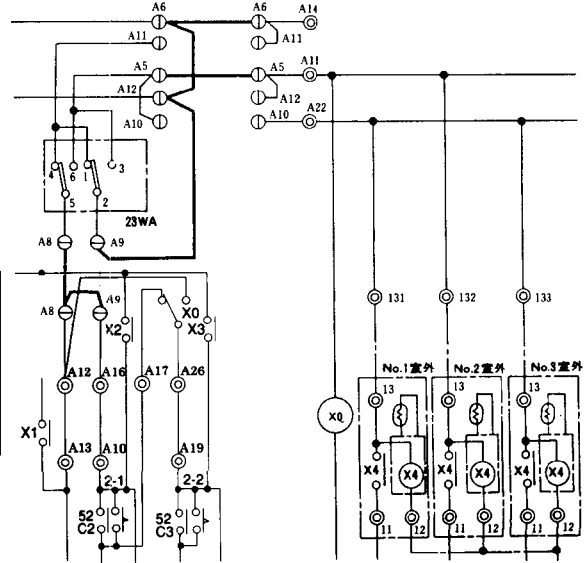 A6 A6 A14
A11 A11
A5 A5 A11
A12 A12
A10 A10 A22
4 6 1 3
5 2
23WA
A8 A9
A8 A9 X2 X0 X3
131 132 133
No.1室外 No.2室外 No.3室外
A12 A16 A17 A26
13 13 13
X1
XQ
A13 A10 A19
X4 X4 X4 X4 X4 X4
2-1 2-2
52 C2 52 C3
11 12 11 12 11 12